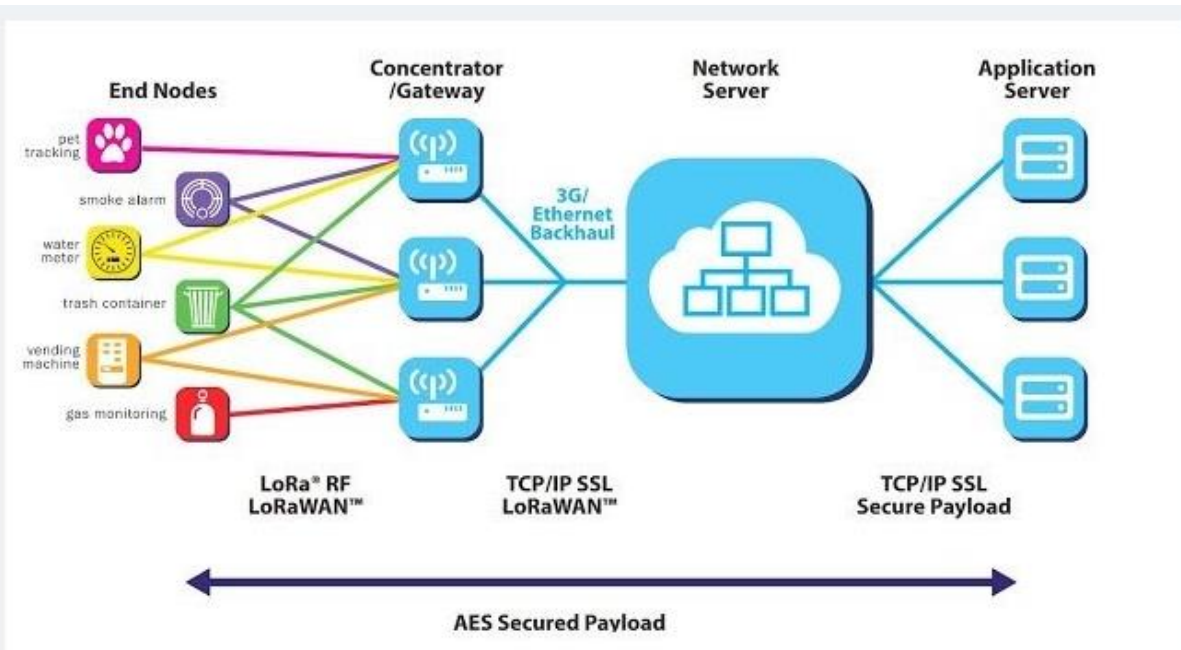 End Nodes
Concentrator
/Gateway
Network
Server
Application
Server
pet
tracking
smoke alarm
water
meter
trash container
vending
machine
gas monitoring
3G/
Ethernet
Backhaul
LoRa® RF
LoRaWAN™
TCP/IP SSL
LoRaWAN™
TCP/IP SSL
Secure Payload
AES Secured Payload